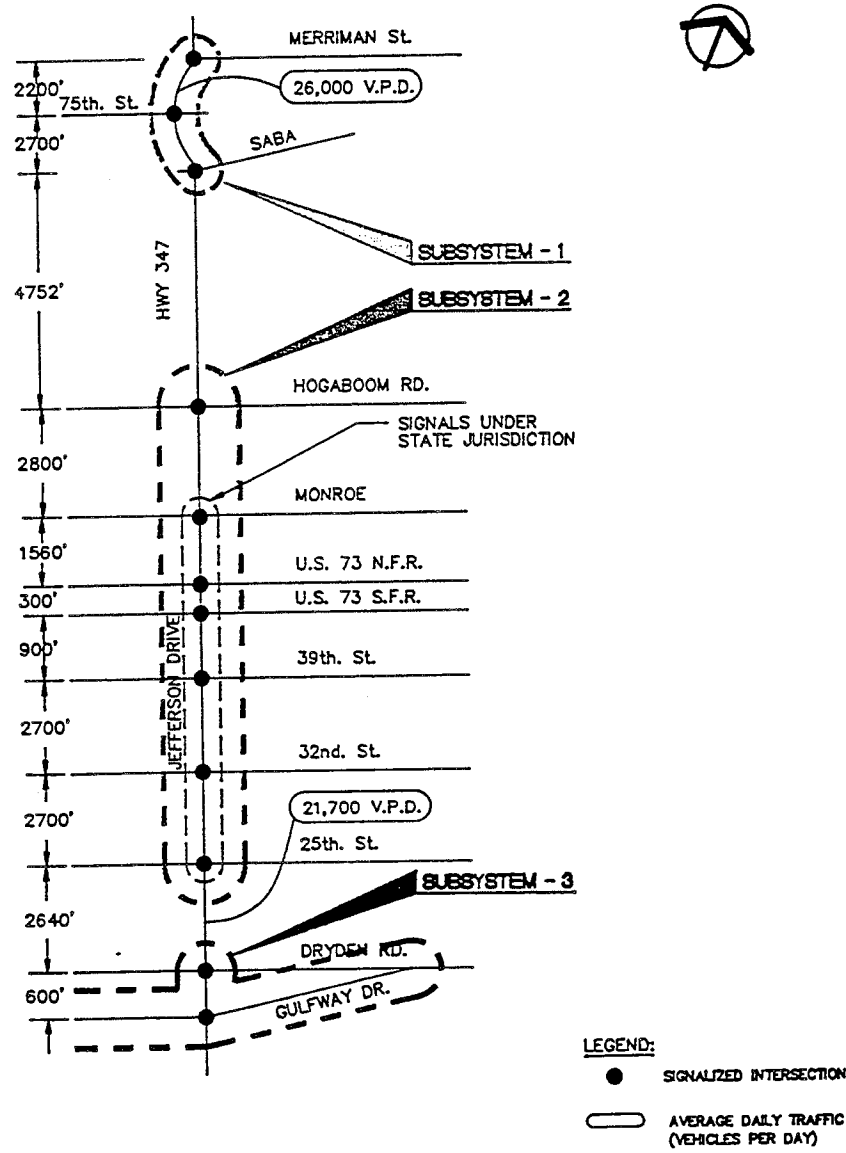 MERRIMAN St.
2200'
26,000 V.P.D.
75th. St.
2700'
SABA
HWY 347
SUBSYSTEM - 1
4752'
SUBSYSTEM - 2
HOGABOOM RD.
SIGNALS UNDER
STATE JURISDICTION
2800'
MONROE
1560'
U.S. 73 N.F.R.
300'
U.S. 73 S.F.R.
900'
JEFFERSON DRIVE
39th. St.
2700'
32nd. St.
2700'
21,700 V.P.D.
25th. St.
SUBSYSTEM - 3
2640'
DRYDEN RD.
600'
GULFWAY DR.
LEGEND:
SIGNALIZED INTERSECTION
AVERAGE DAILY TRAFFIC
(VEHICLES PER DAY)